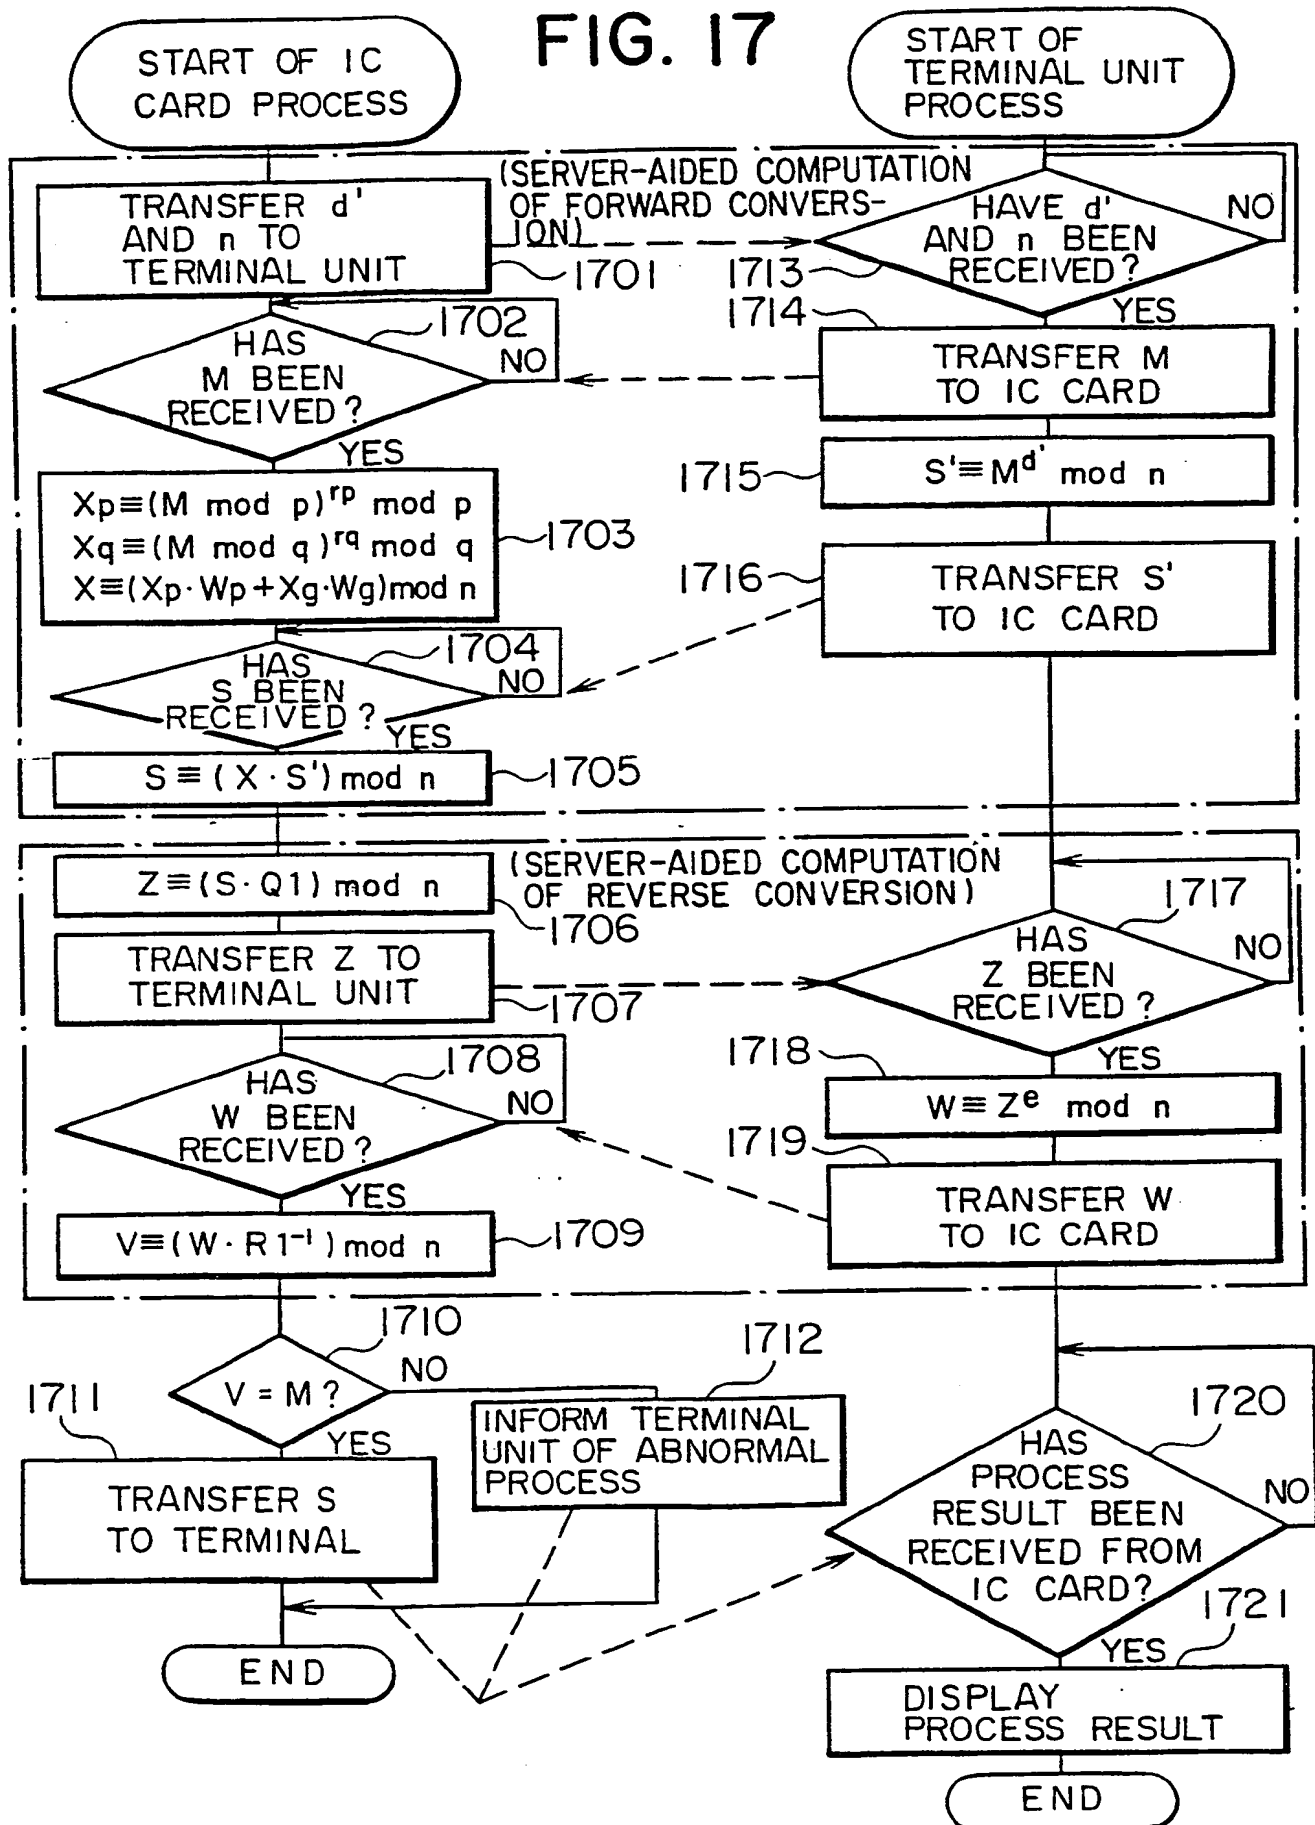 FIG. 17
START OF IC
CARD PROCESS
START OF
TERMINAL UNIT
PROCESS
(SERVER-AIDED COMPUTATION
OF FORWARD CONVERS-
ION)
TRANSFER d'
AND n TO
TERMINAL UNIT
1701
HAS
M BEEN
RECEIVED?
1702
NO
YES
Xp≡(M mod p)^rp mod p
Xq≡(M mod q)^rq mod q
X≡(Xp·Wp+Xg·Wg)mod n
1703
HAS
S BEEN
RECEIVED?
1704
NO
YES
S≡(X·S') mod n
1705
HAVE d'
AND n BEEN
RECEIVED?
NO
1713
YES
1714
TRANSFER M
TO IC CARD
1715
S'≡M^d' mod n
1716
TRANSFER S'
TO IC CARD
(SERVER-AIDED COMPUTATION
OF REVERSE CONVERSION)
Z≡(S·Q1) mod n
1706
TRANSFER Z TO
TERMINAL UNIT
1707
HAS
W BEEN
RECEIVED?
1708
NO
YES
V≡(W·R1⁻¹) mod n
1709
1717
HAS
Z BEEN
RECEIVED?
NO
YES
1718
W≡Z^e mod n
1719
TRANSFER W
TO IC CARD
1710
V=M?
NO
YES
1711
TRANSFER S
TO TERMINAL
1712
INFORM TERMINAL
UNIT OF ABNORMAL
PROCESS
END
1720
HAS
PROCESS
RESULT BEEN
RECEIVED FROM
IC CARD?
NO
YES
1721
DISPLAY
PROCESS RESULT
END